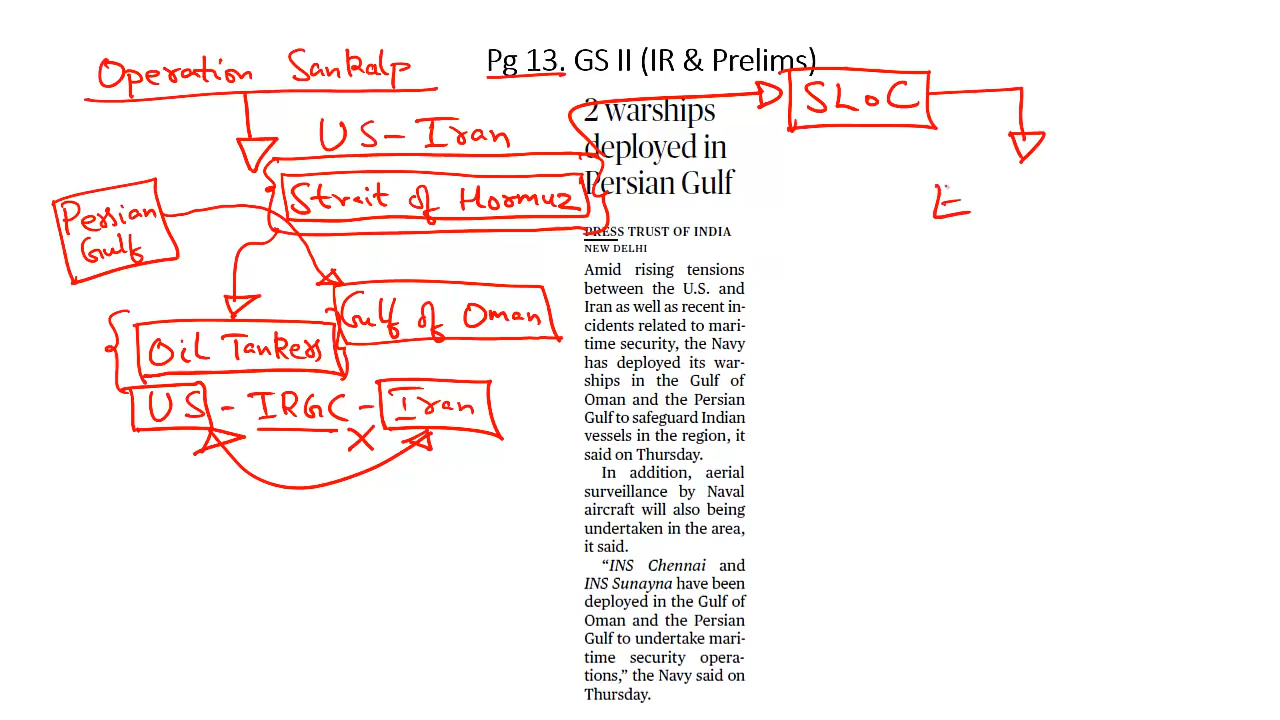 Operation Sankalp
Pg 13. GS II (IR & Prelims)
SLOC
US - Iran
Strait of Hormuz
Persian
Gulf
Gulf of Oman
Oil Tankers
US - IRGC - Iran
X
E
2 warships
deployed in
Persian Gulf
PRESS TRUST OF INDIA
NEW DELHI
Amid rising tensions
between the U.S. and
Iran as well as recent in-
cidents related to mari-
time security, the Navy
has deployed its war-
ships in the Gulf of
Oman and the Persian
Gulf to safeguard Indian
vessels in the region, it
said on Thursday.
In addition, aerial
surveillance by Naval
aircraft will also being
undertaken in the area,
it said.
“INS Chennai and
INS Sunayna have been
deployed in the Gulf of
Oman and the Persian
Gulf to undertake mari-
time security opera-
tions,” the Navy said on
Thursday.